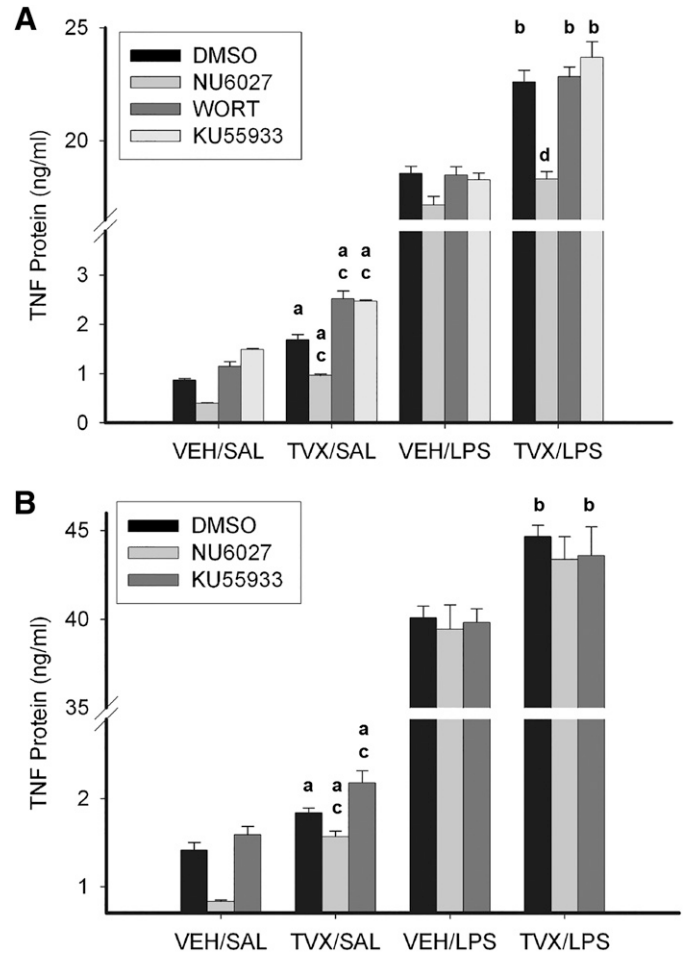 A
25
20
3
2
1
0
TNF Protein (ng/ml)
DMSO
NU6027
WORT
KU55933
b b b
d
a a
c c
a
a
c
VEH/SAL TVX/SAL VEH/LPS TVX/LPS
B
45
40
35
2
1
TNF Protein (ng/ml)
DMSO
NU6027
KU55933
b b
a
c
a a
c
VEH/SAL TVX/SAL VEH/LPS TVX/LPS